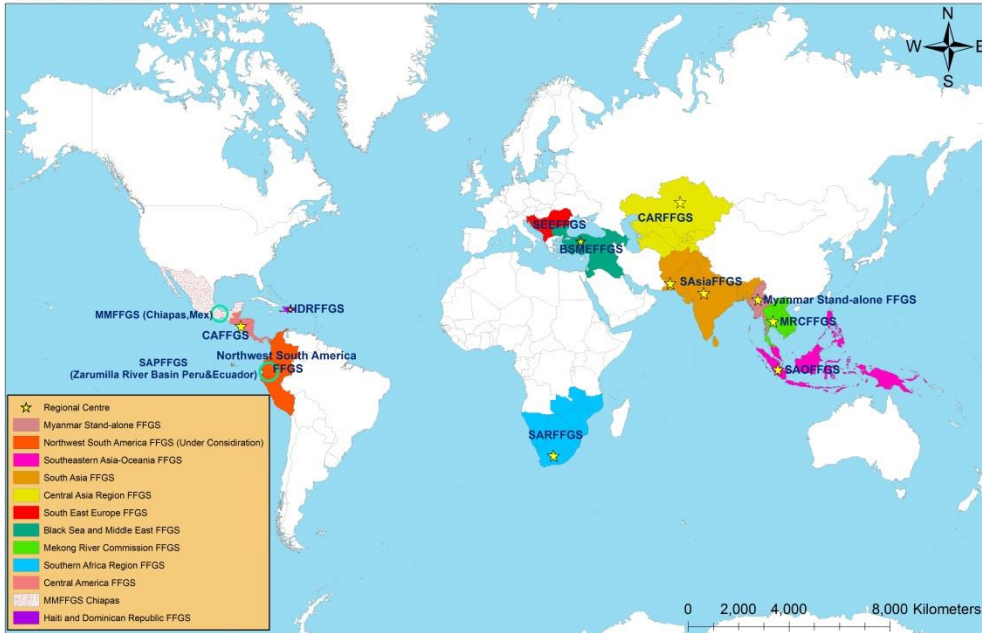 N
W E
S
SEEFFGS
CARFFGS
BSMEFFGS
SAsiaFFGS
HDRFFGS
Myanmar Stand-alone FFGS
MMFFGS (Chiapas,Mex)
MRCFFGS
CAFFGS
SAPFFGS
(Zarumilla River Basin Peru&Ecuador)
Northwest South America
FFGS
SAOFFGS
SARFFGS
Regional Centre
Myanmar Stand-alone FFGS
Northwest South America FFGS (Under Considiration)
Southeastern Asia-Oceania FFGS
South Asia FFGS
Central Asia Region FFGS
South East Europe FFGS
Black Sea and Middle East FFGS
Mekong River Commission FFGS
Southern Africa Region FFGS
Central America FFGS
MMFFGS Chiapas
Haiti and Dominican Republic FFGS
0 2,000 4,000 8,000 Kilometers